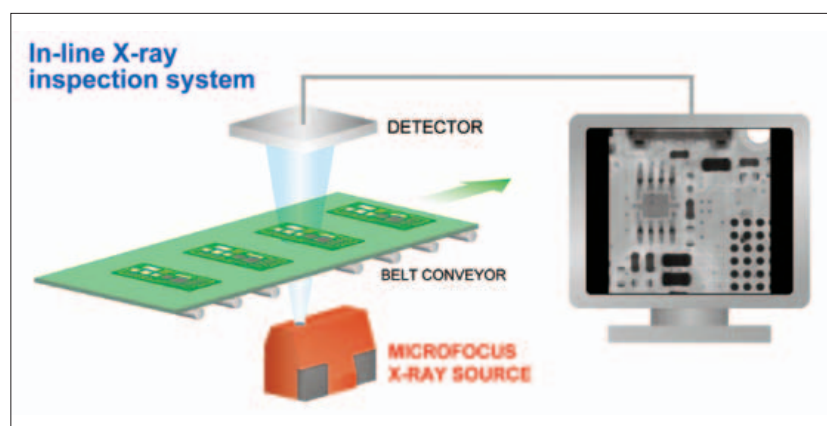 In-line X-ray
inspection system
DETECTOR
BELT CONVEYOR
MICROFOCUS
X-RAY SOURCE